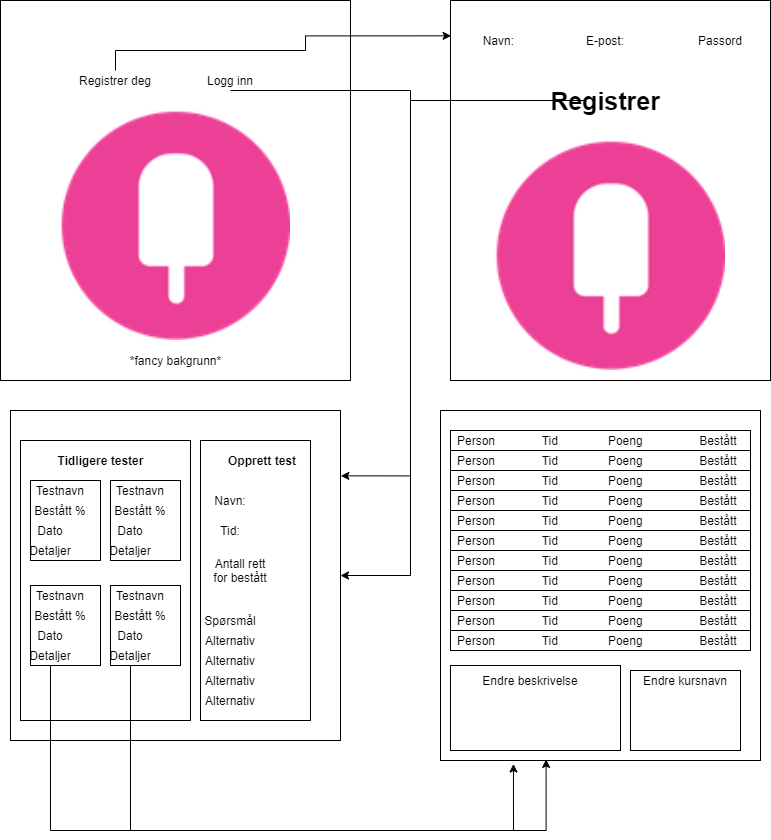 Registrer deg
Logg inn
*fancy bakgrunn*
Navn:
E-post:
Passord
Registrer
Tidligere tester
Testnavn
Bestått %
Dato
Detaljer
Testnavn
Bestått %
Dato
Detaljer
Testnavn
Bestått %
Dato
Detaljer
Testnavn
Bestått %
Dato
Detaljer
Opprett test
Navn:
Tid:
Antall rett
for bestått
Spørsmål
Alternativ
Alternativ
Alternativ
Alternativ
Person Tid Poeng Bestått
Person Tid Poeng Bestått
Person Tid Poeng Bestått
Person Tid Poeng Bestått
Person Tid Poeng Bestått
Person Tid Poeng Bestått
Person Tid Poeng Bestått
Person Tid Poeng Bestått
Person Tid Poeng Bestått
Person Tid Poeng Bestått
Person Tid Poeng Bestått
Endre beskrivelse
Endre kursnavn